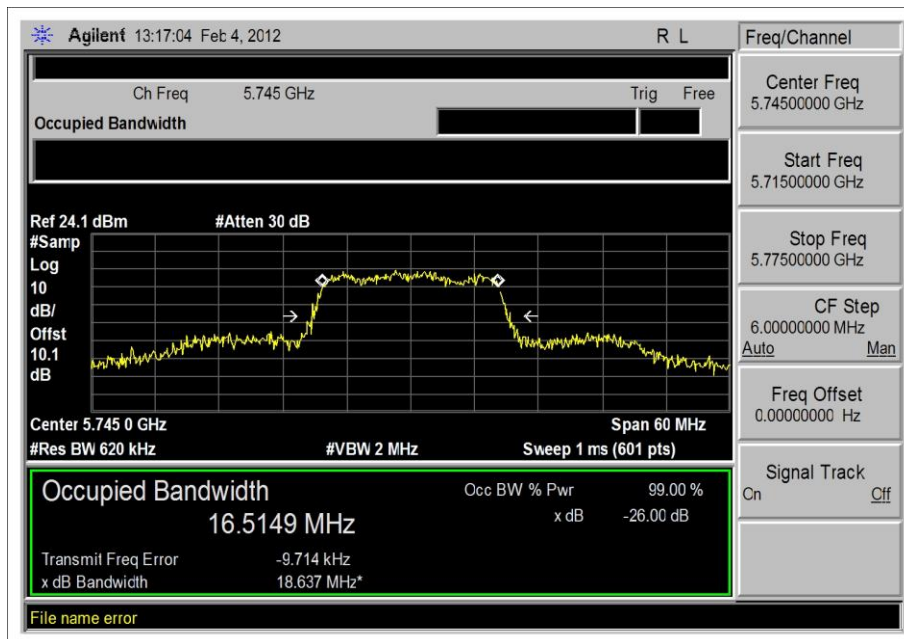 Agilent 13:17:04 Feb 4, 2012 R L
Freq/Channel
Ch Freq 5.745 GHz Trig Free
Occupied Bandwidth
Center Freq
5.74500000 GHz
Start Freq
5.71500000 GHz
Stop Freq
5.77500000 GHz
CF Step
6.00000000 MHz
Auto Man
Freq Offset
0.00000000 Hz
Signal Track
On Off
Ref 24.1 dBm #Atten 30 dB
#Samp
Log
10
dB/
Offst
10.1
dB
Center 5.745 0 GHz Span 60 MHz
#Res BW 620 kHz #VBW 2 MHz Sweep 1 ms (601 pts)
Occupied Bandwidth
16.5149 MHz
Occ BW % Pwr 99.00 %
x dB -26.00 dB
Transmit Freq Error -9.714 kHz
x dB Bandwidth 18.637 MHz*
File name error